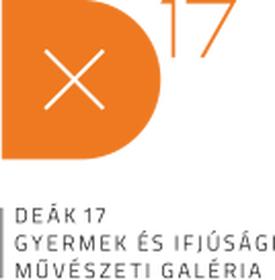 17
DEÁK 17
GYERMEK ÉS IFJÚSÁGI
MŰVÉSZETI GALÉRIA